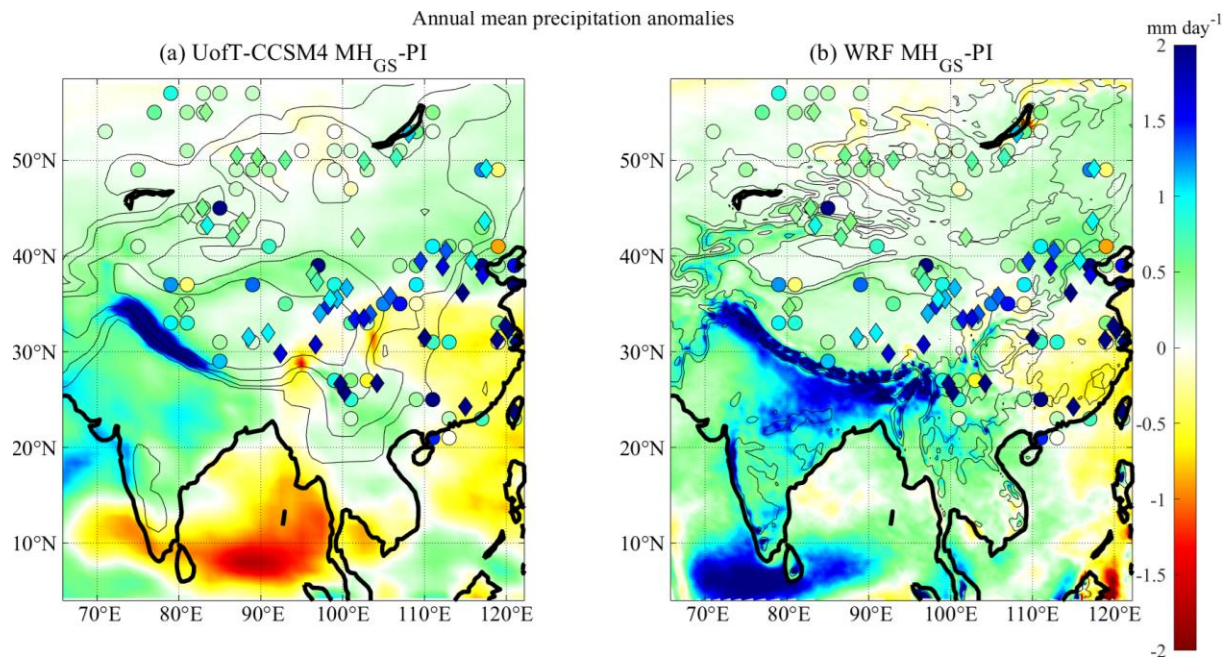 Annual mean precipitation anomalies
mm day⁻¹
(a) UofT-CCSM4 MH_GS-PI
(b) WRF MH_GS-PI
50°N
40°N
30°N
20°N
10°N
70°E 80°E 90°E 100°E 110°E 120°E
50°N
40°N
30°N
20°N
10°N
70°E 80°E 90°E 100°E 110°E 120°E
2
1.5
1
0.5
0
-0.5
-1
-1.5
-2